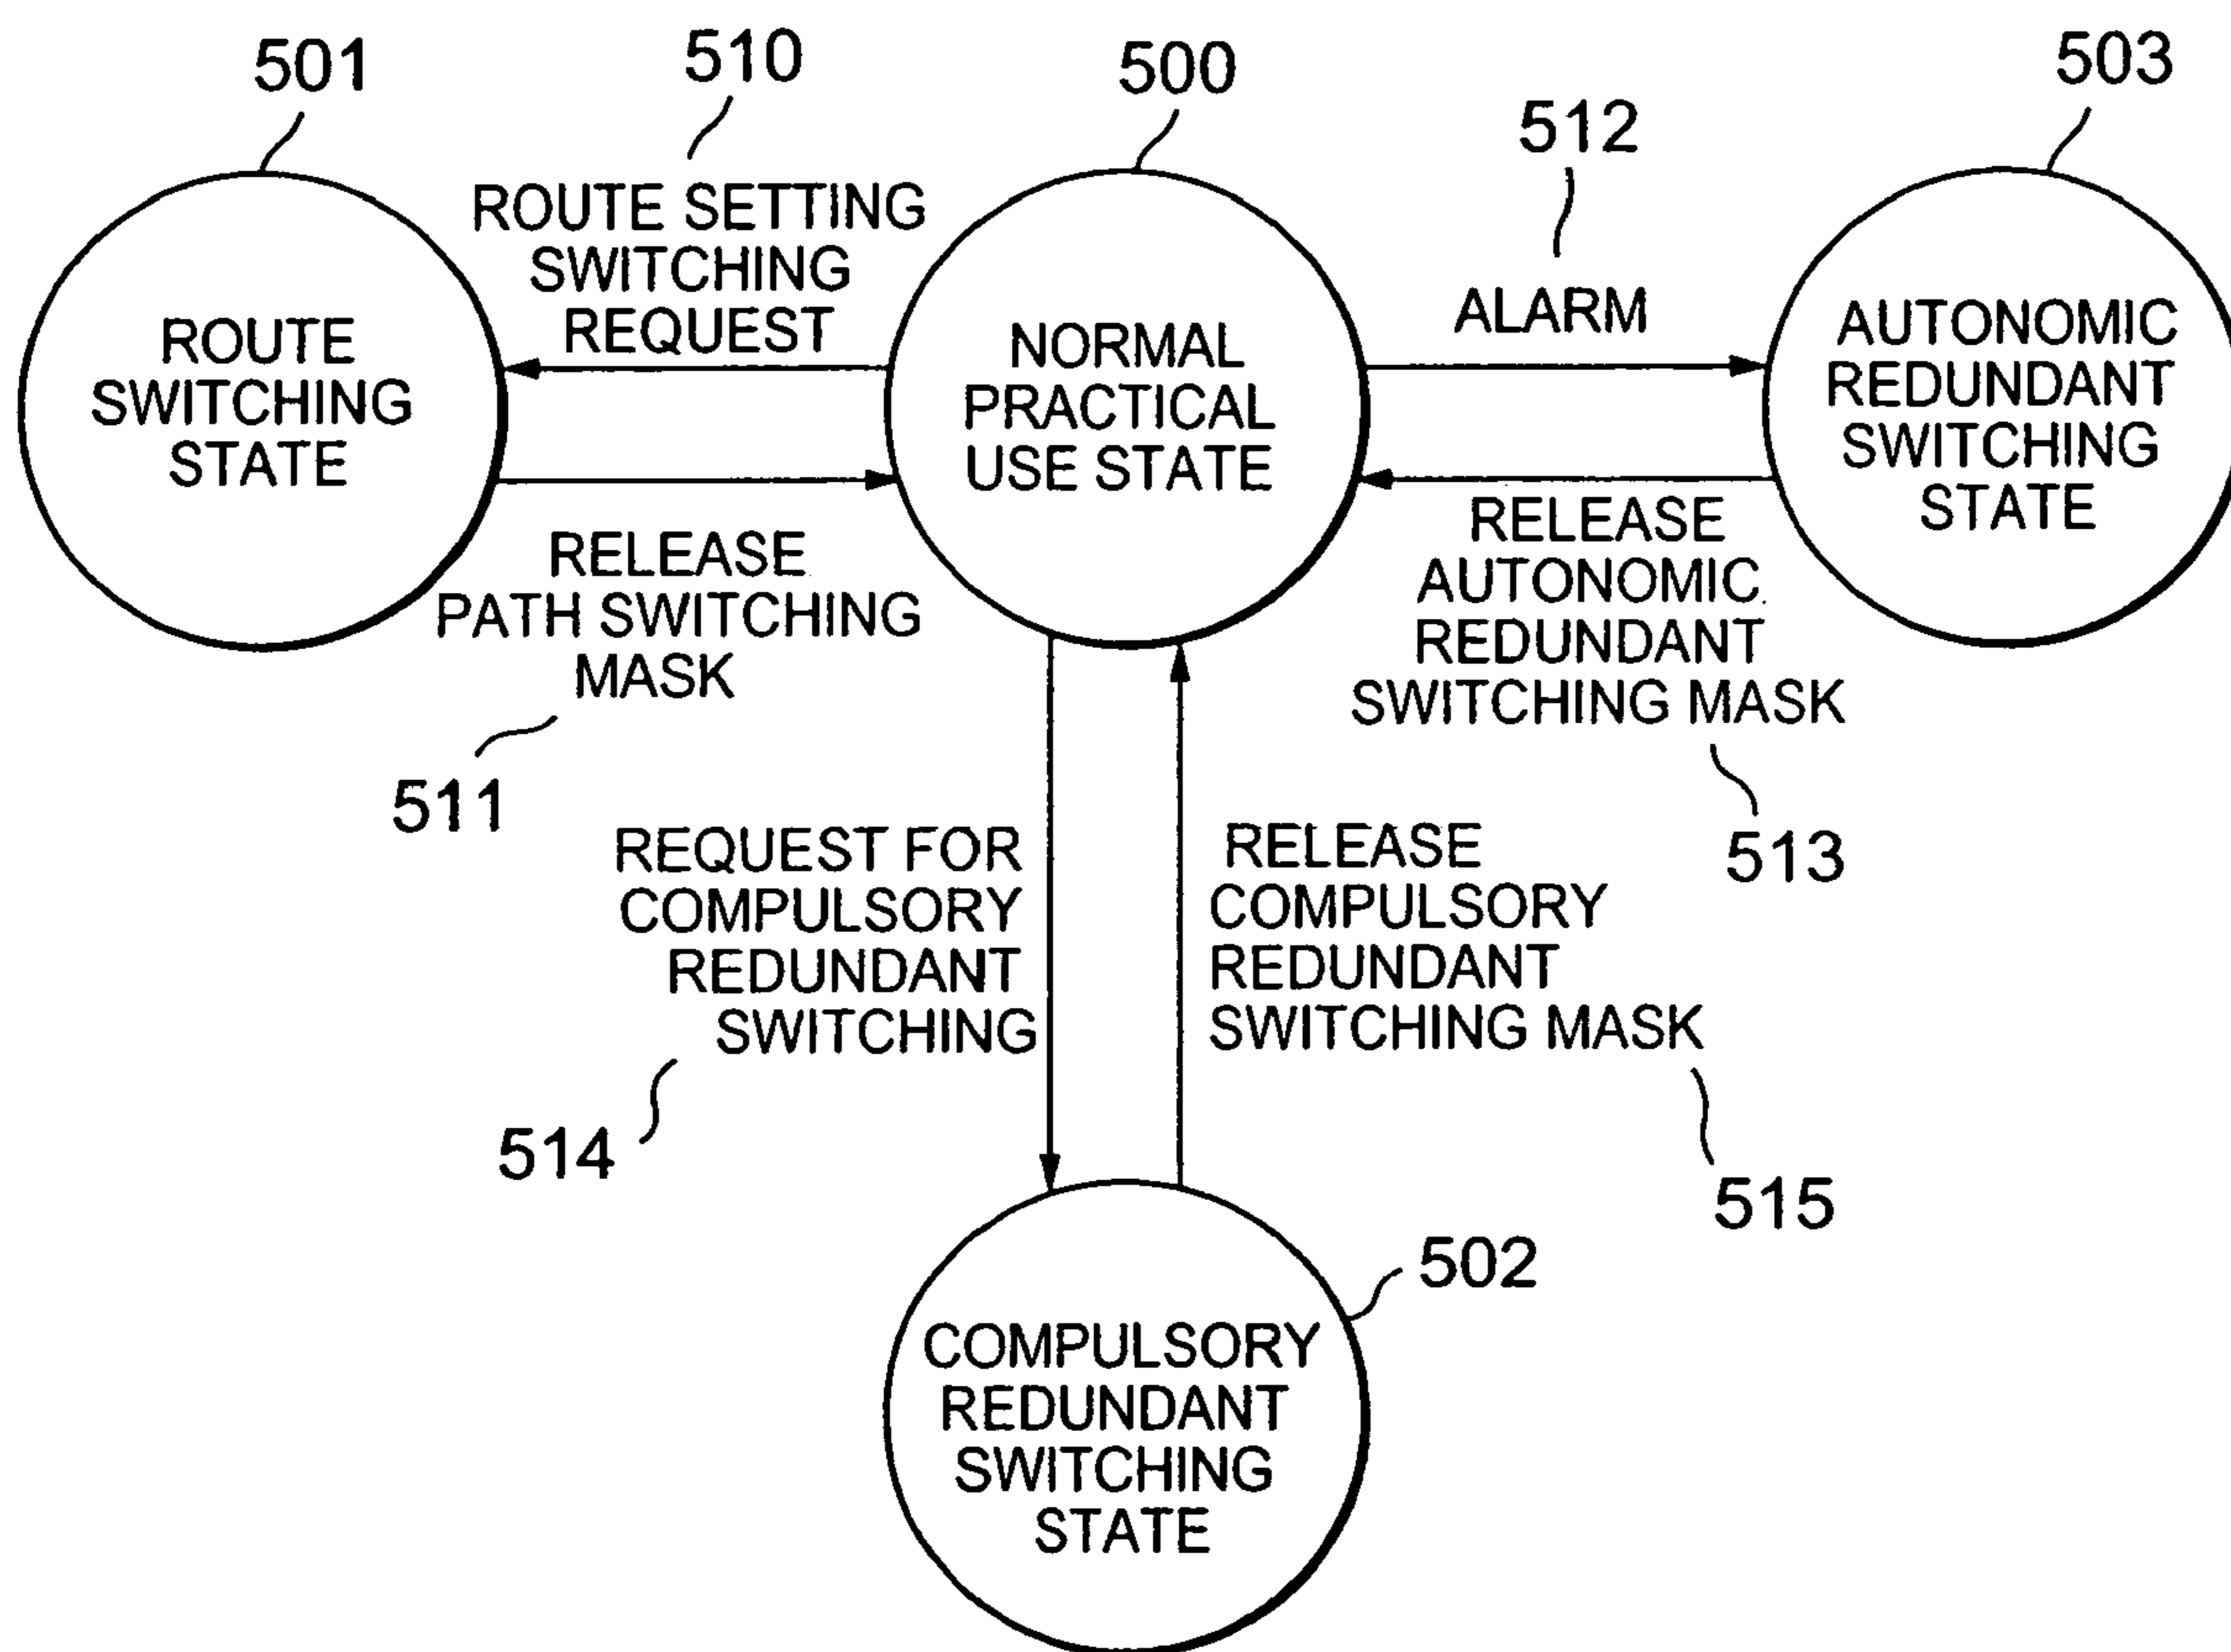 501
510
500
503
512
ROUTE SETTING
SWITCHING
REQUEST
ROUTE
SWITCHING
STATE
NORMAL
PRACTICAL
USE STATE
ALARM
AUTONOMIC
REDUNDANT
SWITCHING
STATE
RELEASE
PATH SWITCHING
MASK
511
RELEASE
AUTONOMIC
REDUNDANT
SWITCHING MASK
513
REQUEST FOR
COMPULSORY
REDUNDANT
SWITCHING
514
RELEASE
COMPULSORY
REDUNDANT
SWITCHING MASK
515
502
COMPULSORY
REDUNDANT
SWITCHING
STATE